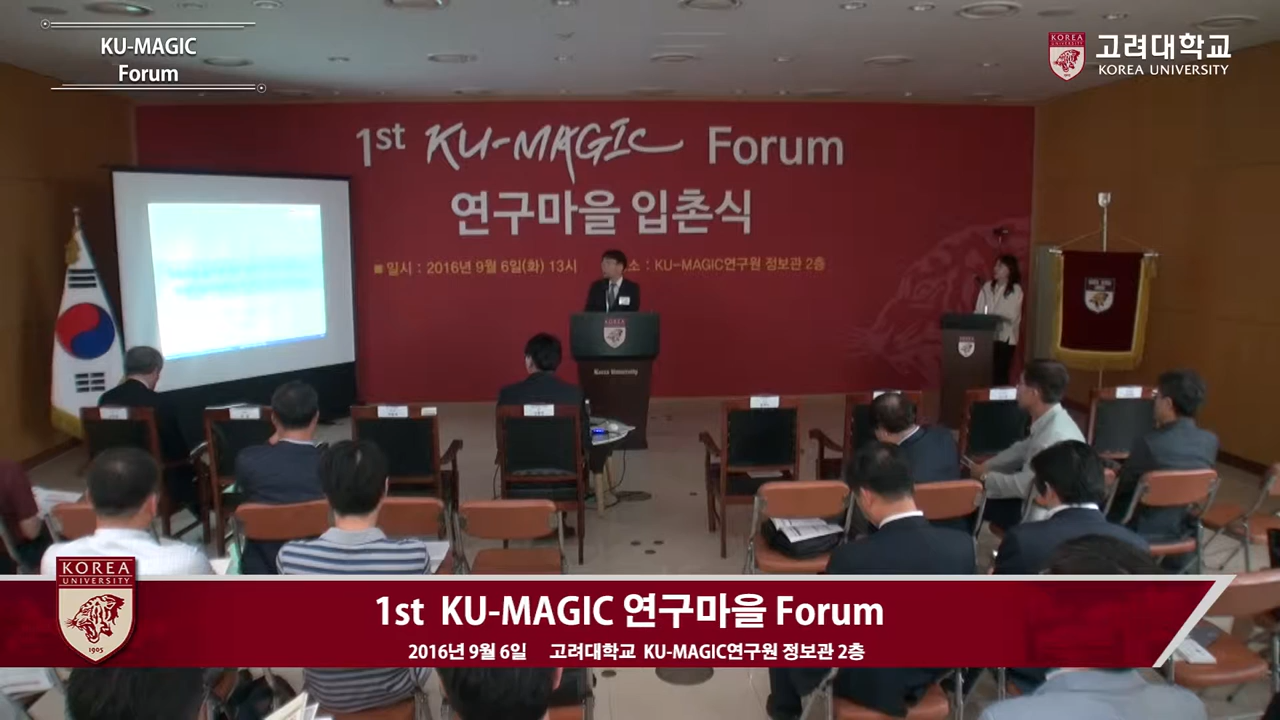 KU-MAGIC
Forum
KOREA
고려대학교
KOREA UNIVERSITY
1st KU-MAGIC Forum
연구마을 입촌식
■ 일시 : 2016년 9월 6일(화) 13시
소 : KU-MAGIC연구원 정보관 2층
KOREA
Korea University
KOREA
UNIVERSITY
1905
1st KU-MAGIC 연구마을 Forum
2016년 9월 6일 고려대학교 KU-MAGIC연구원 정보관 2층